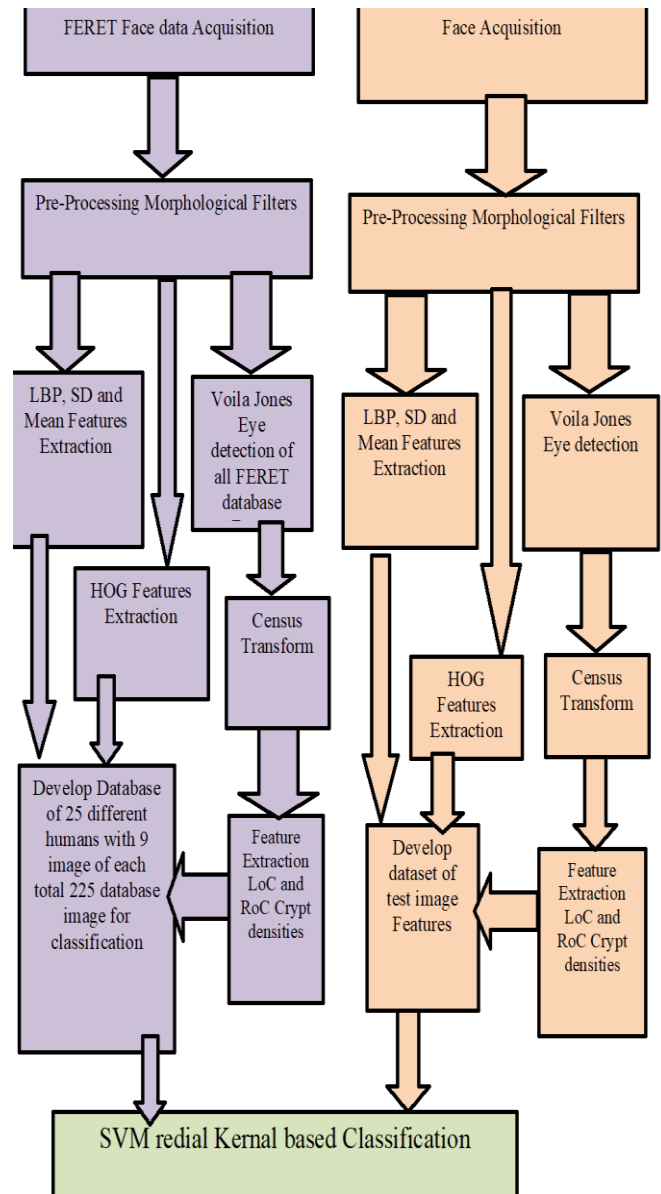 FERET Face data Acquisition
Pre-Processing Morphological Filters
LBP, SD and
Mean Features
Extraction
Voila Jones
Eye
detection of
all FERET
database
HOG Features
Extraction
Census
Transform
Develop Database
of 25 different
humans with 9
image of each
total 225 database
image for
classification
Feature
Extraction
LoC and
RoC Crypt
densities
Face Acquisition
Pre-Processing Morphological Filters
LBP, SD and
Mean Features
Extraction
Voila Jones
Eye detection
HOG
Features
Extraction
Census
Transform
Develop
dataset of
test image
Features
Feature
Extraction
LoC and
RoC Crypt
densities
SVM redial Kernal based Classification